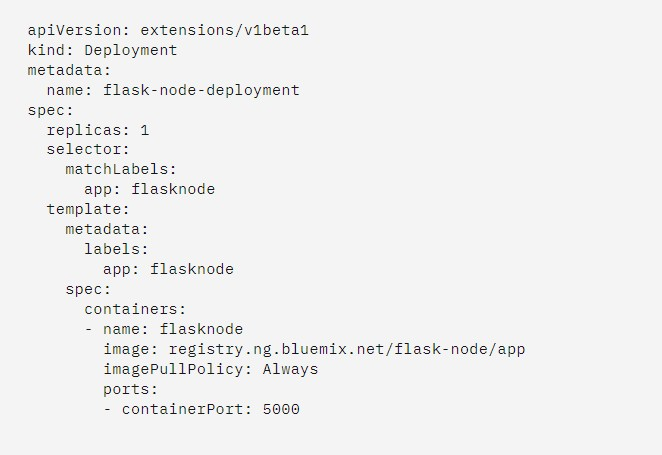 apiVersion: extensions/v1beta1
kind: Deployment
metadata:
  name: flask-node-deployment
spec:
  replicas: 1
  selector:
    matchLabels:
      app: flasknode
  template:
    metadata:
      labels:
        app: flasknode
    spec:
      containers:
      - name: flasknode
        image: registry.ng.bluemix.net/flask-node/app
        imagePullPolicy: Always
        ports:
        - containerPort: 5000